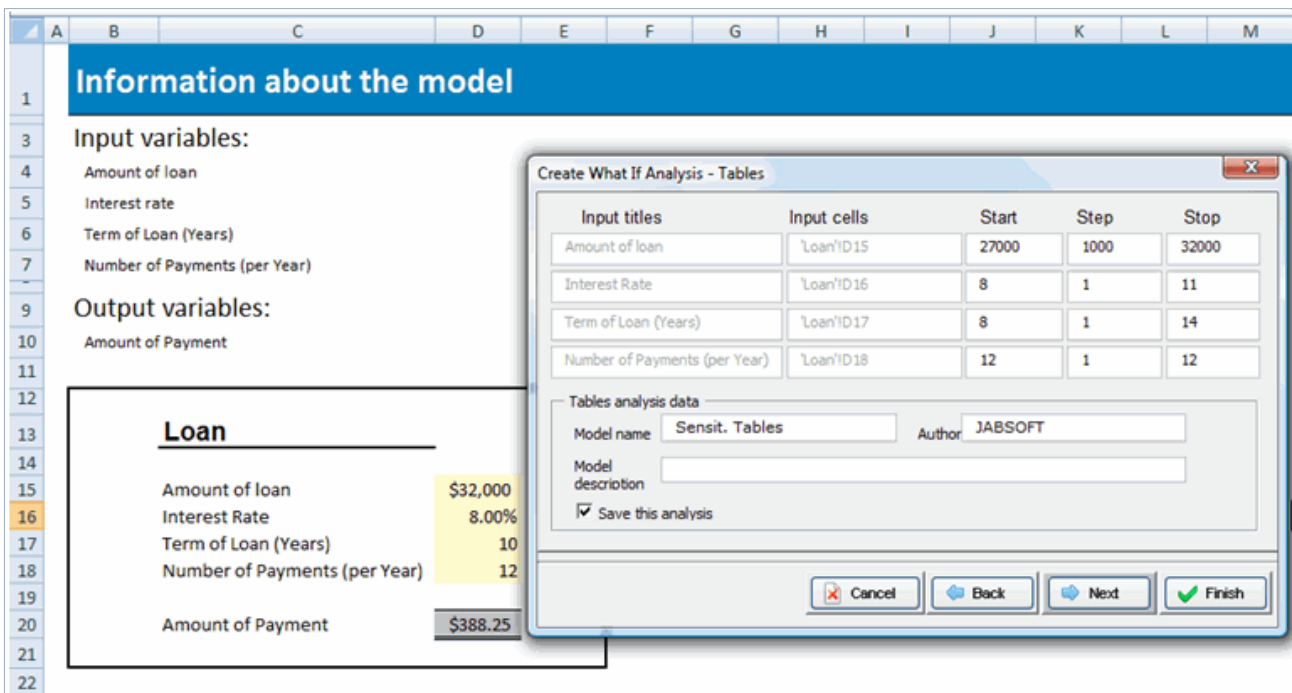 A B C D E F G H I J K L M
1 Information about the model
3 Input variables:
4 Amount of loan
5 Interest rate
6 Term of Loan (Years)
7 Number of Payments (per Year)
9 Output variables:
10 Amount of Payment
11
12
13 Loan
14
15 Amount of loan $32,000
16 Interest Rate 8.00%
17 Term of Loan (Years) 10
18 Number of Payments (per Year) 12
19
20 Amount of Payment $388.25
21
22
Create What If Analysis - Tables
Input titles Input cells Start Step Stop
Amount of loan 'Loan'!D15 27000 1000 32000
Interest Rate 'Loan'!D16 8 1 11
Term of Loan (Years) 'Loan'!D17 8 1 14
Number of Payments (per Year) 'Loan'!D18 12 1 12
Tables analysis data
Model name Sensit. Tables Author JABSOFT
Model
description
Save this analysis
Cancel Back Next Finish